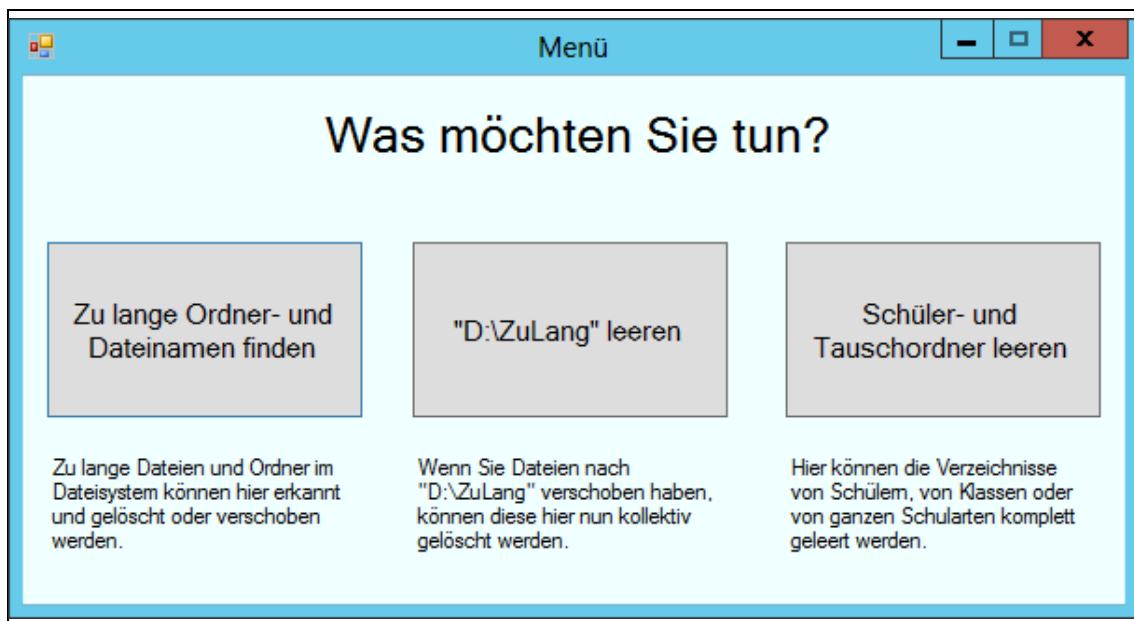 Menü
Was möchten Sie tun?
Zu lange Ordner- und
Dateinamen finden
"D:\ZuLang" leeren
Schüler- und
Tauschordner leeren
Zu lange Dateien und Ordner im
Dateisystem können hier erkannt
und gelöscht oder verschoben
werden.
Wenn Sie Dateien nach
"D:\ZuLang" verschoben haben,
können diese hier nun kollektiv
gelöscht werden.
Hier können die Verzeichnisse
von Schülern, von Klassen oder
von ganzen Schularten komplett
geleert werden.